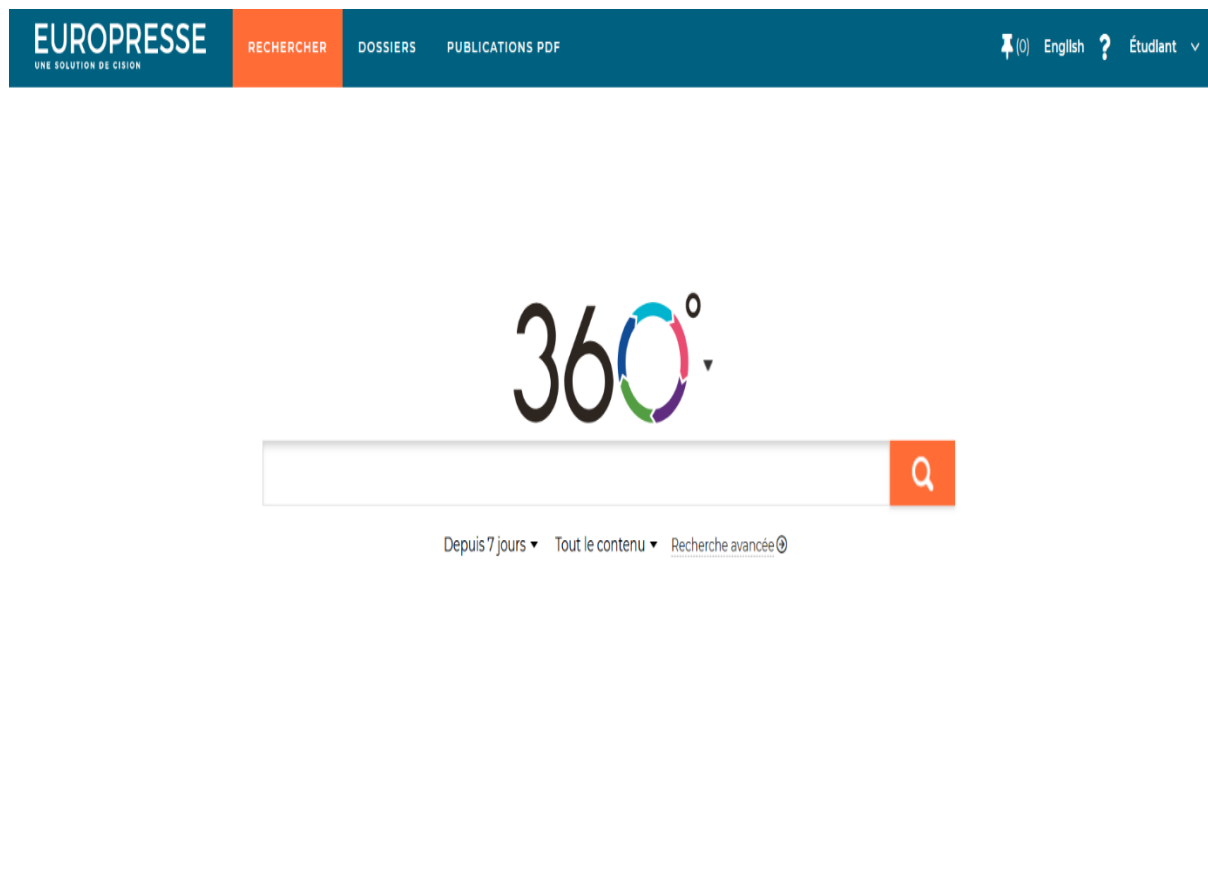 EUROPRESSE
UNE SOLUTION DE CISION
RECHERCHER DOSSIERS PUBLICATIONS PDF (0) English ? Étudiant
360°
Depuis 7 jours Tout le contenu Recherche avancée